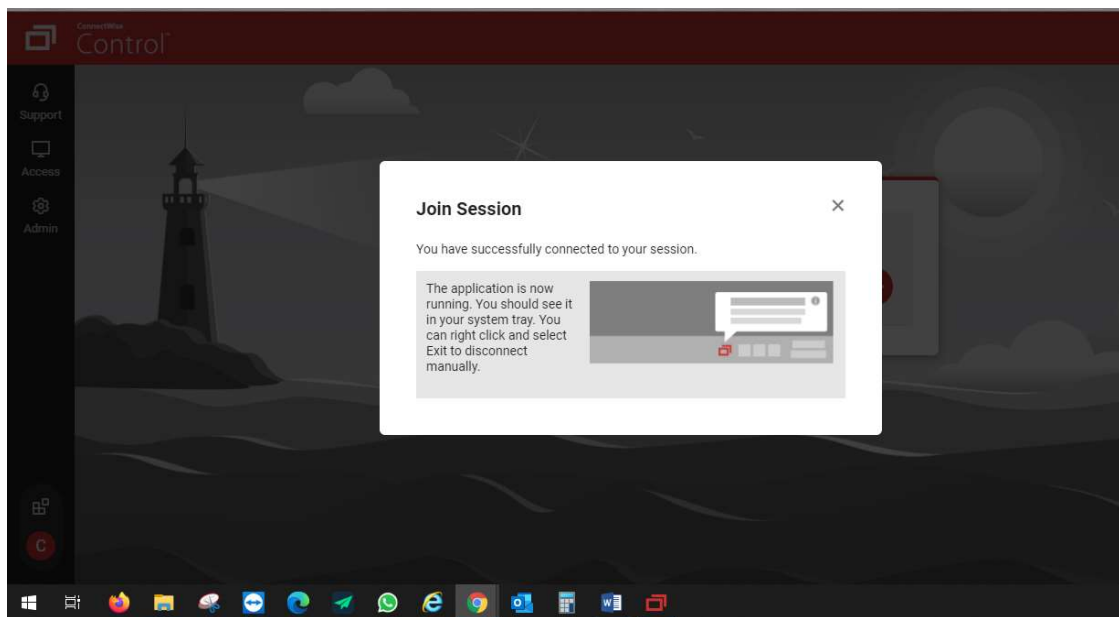 ConnectWise
Control™
Support
Access
Admin
Join Session
You have successfully connected to your session.
The application is now
running. You should see it
in your system tray. You
can right click and select
Exit to disconnect
manually.
C